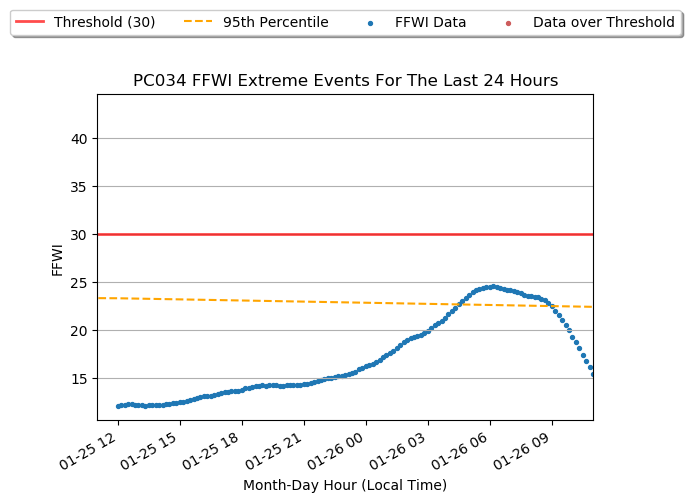 Threshold (30) 95th Percentile FFWI Data Data over Threshold
PC034 FFWI Extreme Events For The Last 24 Hours
40
35
30
25
20
15
FFWI
01-25 12 01-25 15 01-25 18 01-25 21 01-26 00 01-26 03 01-26 06 01-26 09
Month-Day Hour (Local Time)